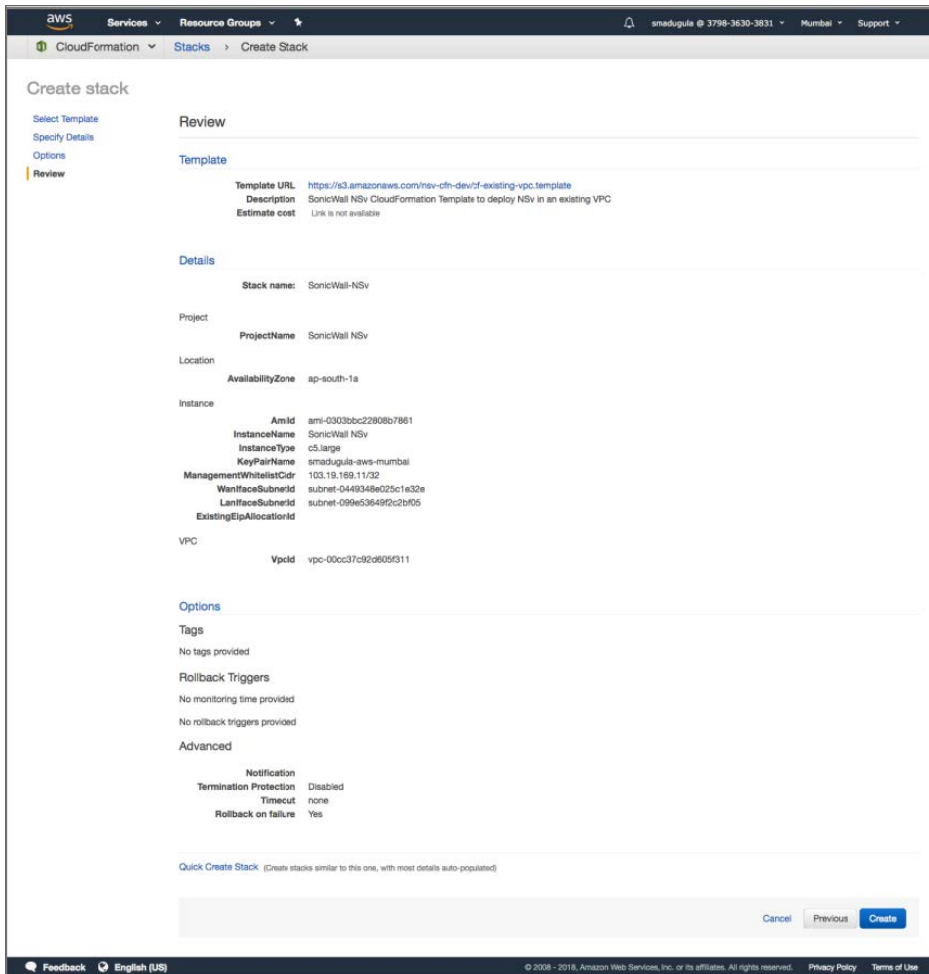 aws Services Resource Groups smadugula @ 3798-3630-3831 Mumbai Support
CloudFormation Stacks > Create Stack
Create stack
Select Template
Specify Details
Options
Review
Review
Template
Template URL https://s3.amazonaws.com/nsv-cfn-dev/cf-existing-vpc.template
Description SonicWall NSv CloudFormation Template to deploy NSv in an existing VPC
Estimate cost Link is not available
Details
Stack name: SonicWall-NSv
Project
ProjectName SonicWall NSv
Location
AvailabilityZone ap-south-1a
Instance
AmiId ami-0303bbc22808b7861
InstanceName SonicWall NSv
InstanceType c5.large
KeyPairName smadugula-aws-mumbai
ManagementWhitelistCidr 103.19.169.11/32
WanIfaceSubnetId subnet-0449348e025c1e32e
LanIfaceSubnetId subnet-099e53649f2c2bf05
ExistingEipAllocationId
VPC
VpcId vpc-00cc37c92d605f311
Options
Tags
No tags provided
Rollback Triggers
No monitoring time provided
No rollback triggers provided
Advanced
Notification
Termination Protection Disabled
Timeout none
Rollback on failure Yes
Quick Create Stack (Create stacks similar to this one, with most details auto-populated)
Cancel Previous Create
Feedback English (US) © 2008 - 2018, Amazon Web Services, Inc. or its affiliates. All rights reserved. Privacy Policy Terms of Use